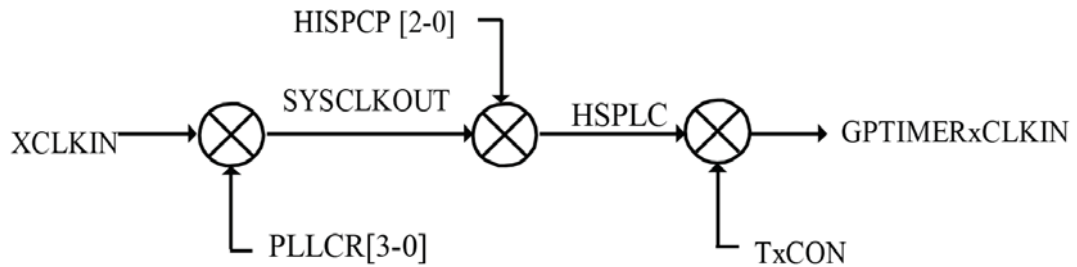 HISPCP [2-0]
SYSCLKOUT
HSPLC
XCLKIN
GPTIMERxCLKIN
PLLCR[3-0]
TxCON